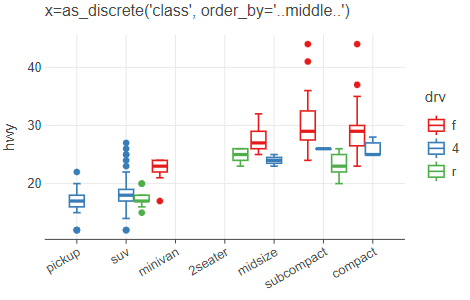 x=as_discrete('class', order_by='..middle..')
hwy
40
30
20
pickup
suv
minivan
2seater
midsize
subcompact
compact
drv
f
4
r